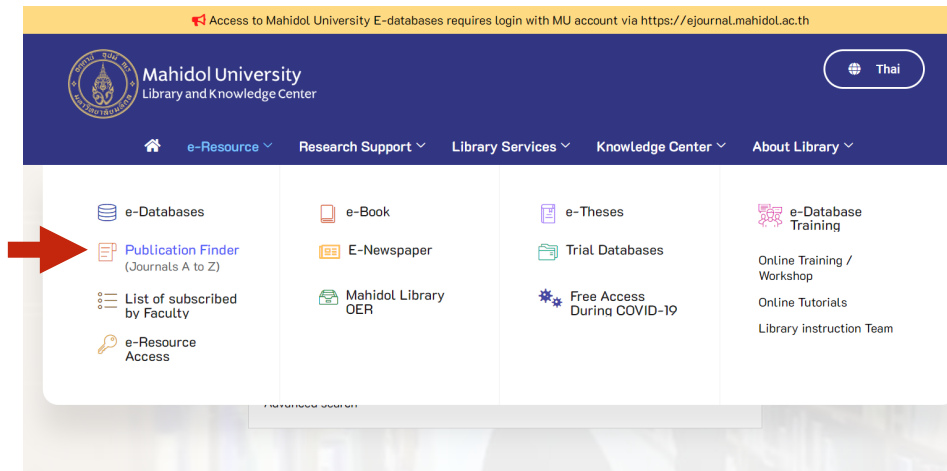 Access to Mahidol University E-databases requires login with MU account via https://ejournal.mahidol.ac.th
Mahidol University
Library and Knowledge Center
Thai
e-Resource
Research Support
Library Services
Knowledge Center
About Library
e-Databases
Publication Finder
(Journals A to Z)
List of subscribed
by Faculty
e-Resource
Access
e-Book
E-Newspaper
Mahidol Library
OER
e-Theses
Trial Databases
Free Access
During COVID-19
e-Database
Training
Online Training /
Workshop
Online Tutorials
Library instruction Team
Advanced search